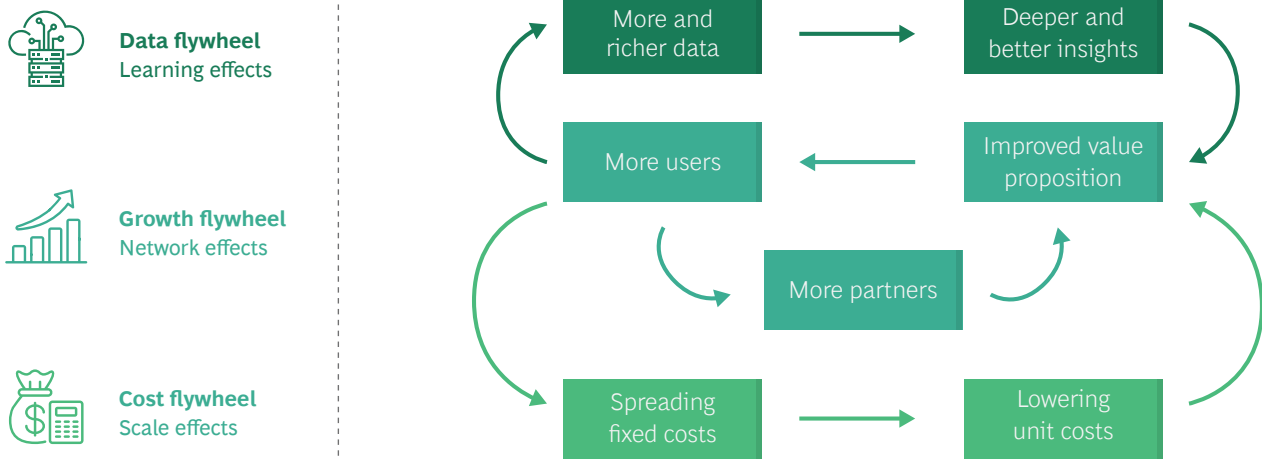 Data flywheel
Learning effects
Growth flywheel
Network effects
$
Cost flywheel
Scale effects
More and
richer data
Deeper and
better insights
More users
Improved value
proposition
More partners
Spreading
fixed costs
Lowering
unit costs